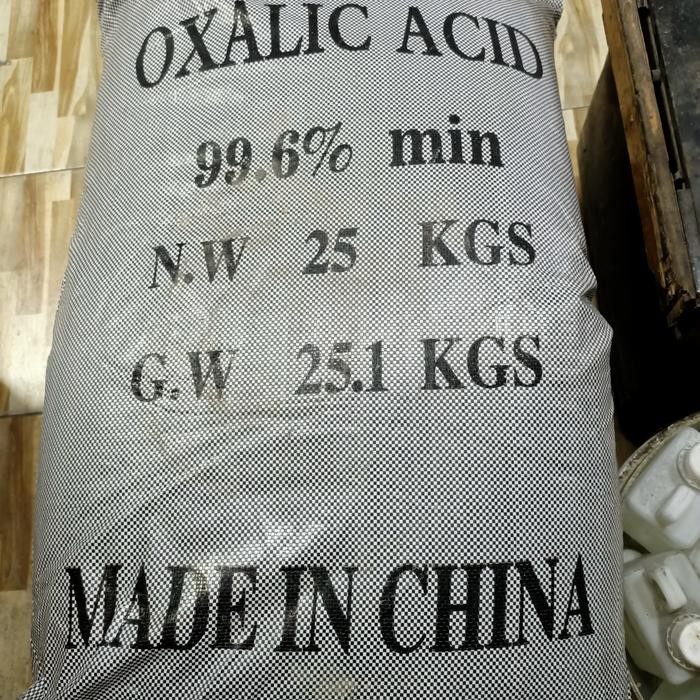 OXALIC ACID
99.6% min
N.W 25 KGS
G.W 25.1 KGS
MADE IN CHINA